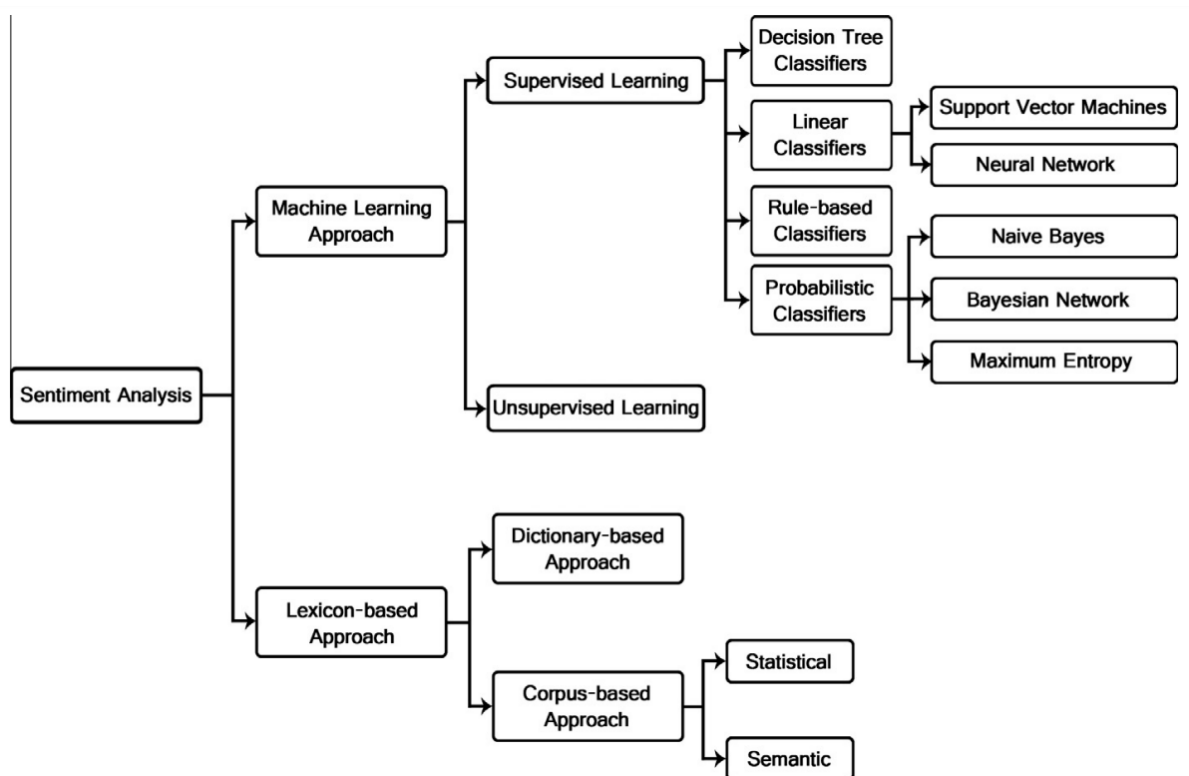 Decision Tree
Classifiers
Supervised Learning
Linear
Classifiers
Support Vector Machines
Neural Network
Machine Learning
Approach
Rule-based
Classifiers
Naive Bayes
Probabilistic
Classifiers
Bayesian Network
Maximum Entropy
Sentiment Analysis
Unsupervised Learning
Dictionary-based
Approach
Lexicon-based
Approach
Corpus-based
Approach
Statistical
Semantic